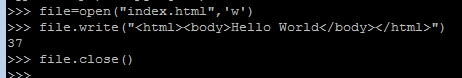 >>> file=open("index.html",'w')
>>> file.write("<html><body>Hello World</body></html>")
37
>>> file.close()
>>>